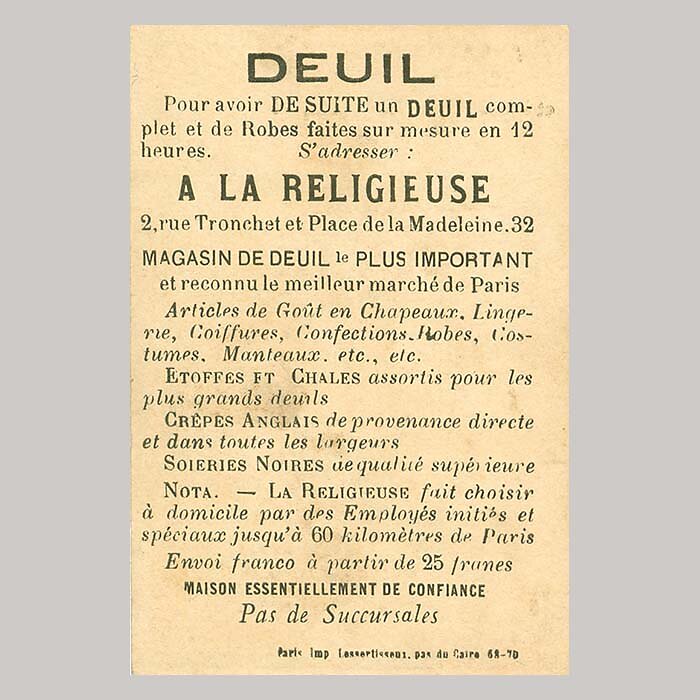 DEUIL
Pour avoir DE SUITE un DEUIL com-
plet et de Robes faites sur mesure en 12
heures. S'adresser :
A LA RELIGIEUSE
2, rue Tronchet et Place de la Madeleine. 32
MAGASIN DE DEUIL le PLUS IMPORTANT
et reconnu le meilleur marché de Paris
Articles de Goût en Chapeaux, Linge-
rie, Coiffures, Confections. Robes, Cos-
tumes, Manteaux. etc., etc.
ETOFFES ET CHALES assortis pour les
plus grands deuils
CRÊPES ANGLAIS de provenance directe
et dans toutes les largeurs
SOIERIES NOIRES de qualité supérieure
NOTA. — LA RELIGIEUSE fait choisir
à domicile par des Employés initiés et
spéciaux jusqu'à 60 kilomètres de Paris
Envoi franco à partir de 25 francs
MAISON ESSENTIELLEMENT DE CONFIANCE
Pas de Succursales
Paris Imp Lessertisseux. pas du Caire 68-70